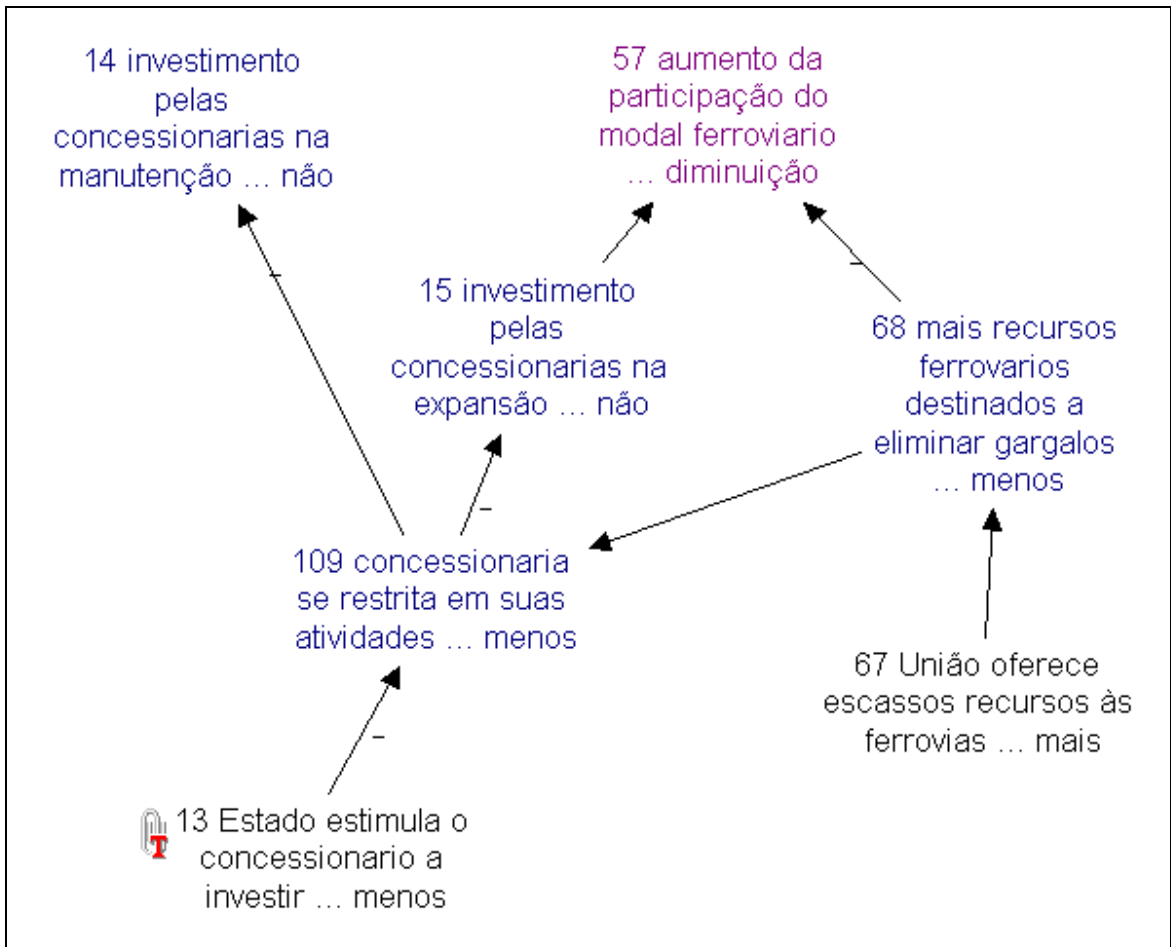 14 investimento
pelas
concessionarias na
manutenção ... não
57 aumento da
participação do
modal ferroviario
... diminuição
15 investimento
pelas
concessionarias na
expansão ... não
68 mais recursos
ferrovarios
destinados a
eliminar gargalos
... menos
109 concessionaria
se restrita em suas
atividades ... menos
67 União oferece
escassos recursos às
ferrovias ... mais
13 Estado estimula o
concessionario a
investir ... menos